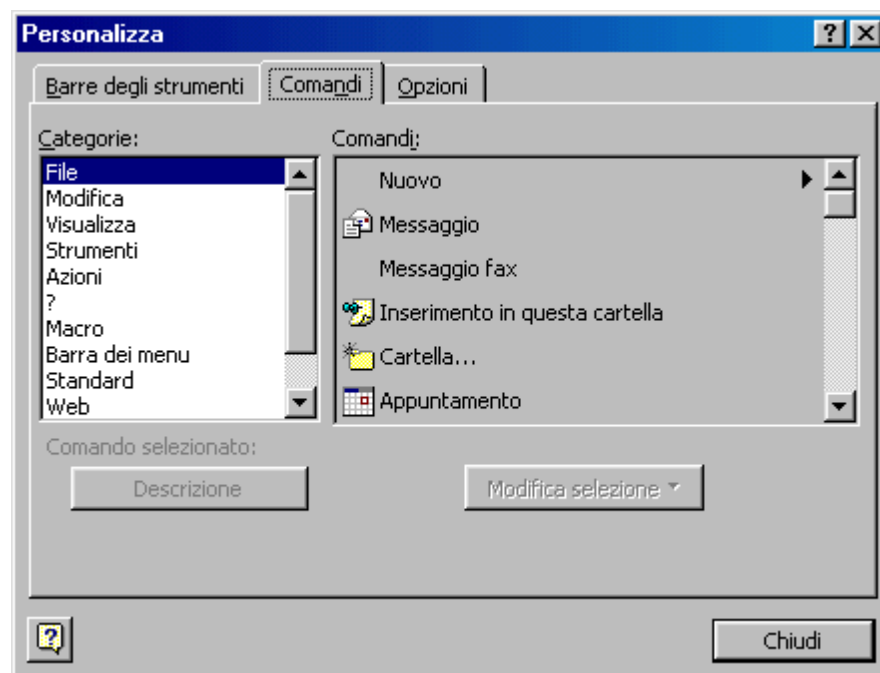 Personalizza
Barre degli strumenti
Comandi
Opzioni
Categorie:
File
Modifica
Visualizza
Strumenti
Azioni
?
Macro
Barra dei menu
Standard
Web
Comandi:
Nuovo
Messaggio
Messaggio fax
Inserimento in questa cartella
Cartella...
Appuntamento
Comando selezionato:
Descrizione
Modifica selezione
Chiudi